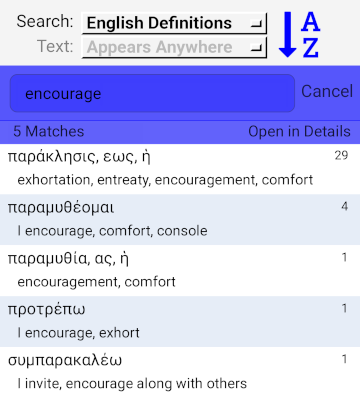 Search: English Definitions
Text: Appears Anywhere
A
Z
encourage Cancel
5 Matches Open in Details
παράκλησις, εως, ἡ 29
exhortation, entreaty, encouragement, comfort
παραμυθέομαι 4
I encourage, comfort, console
παραμυθία, ας, ἡ 1
encouragement, comfort
προτρέπω 1
I encourage, exhort
συμπαρακαλέω 1
I invite, encourage along with others